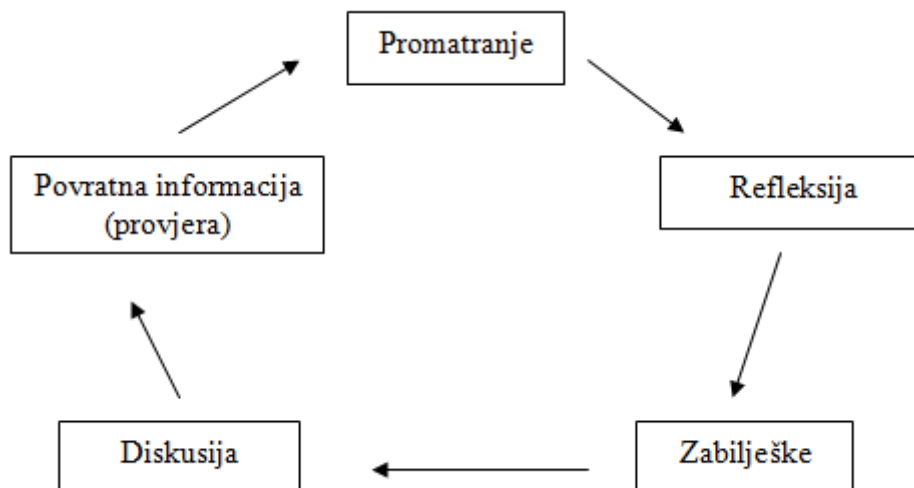 Promatranje
Refleksija
Zabilješke
Diskusija
Povratna informacija
(provjera)